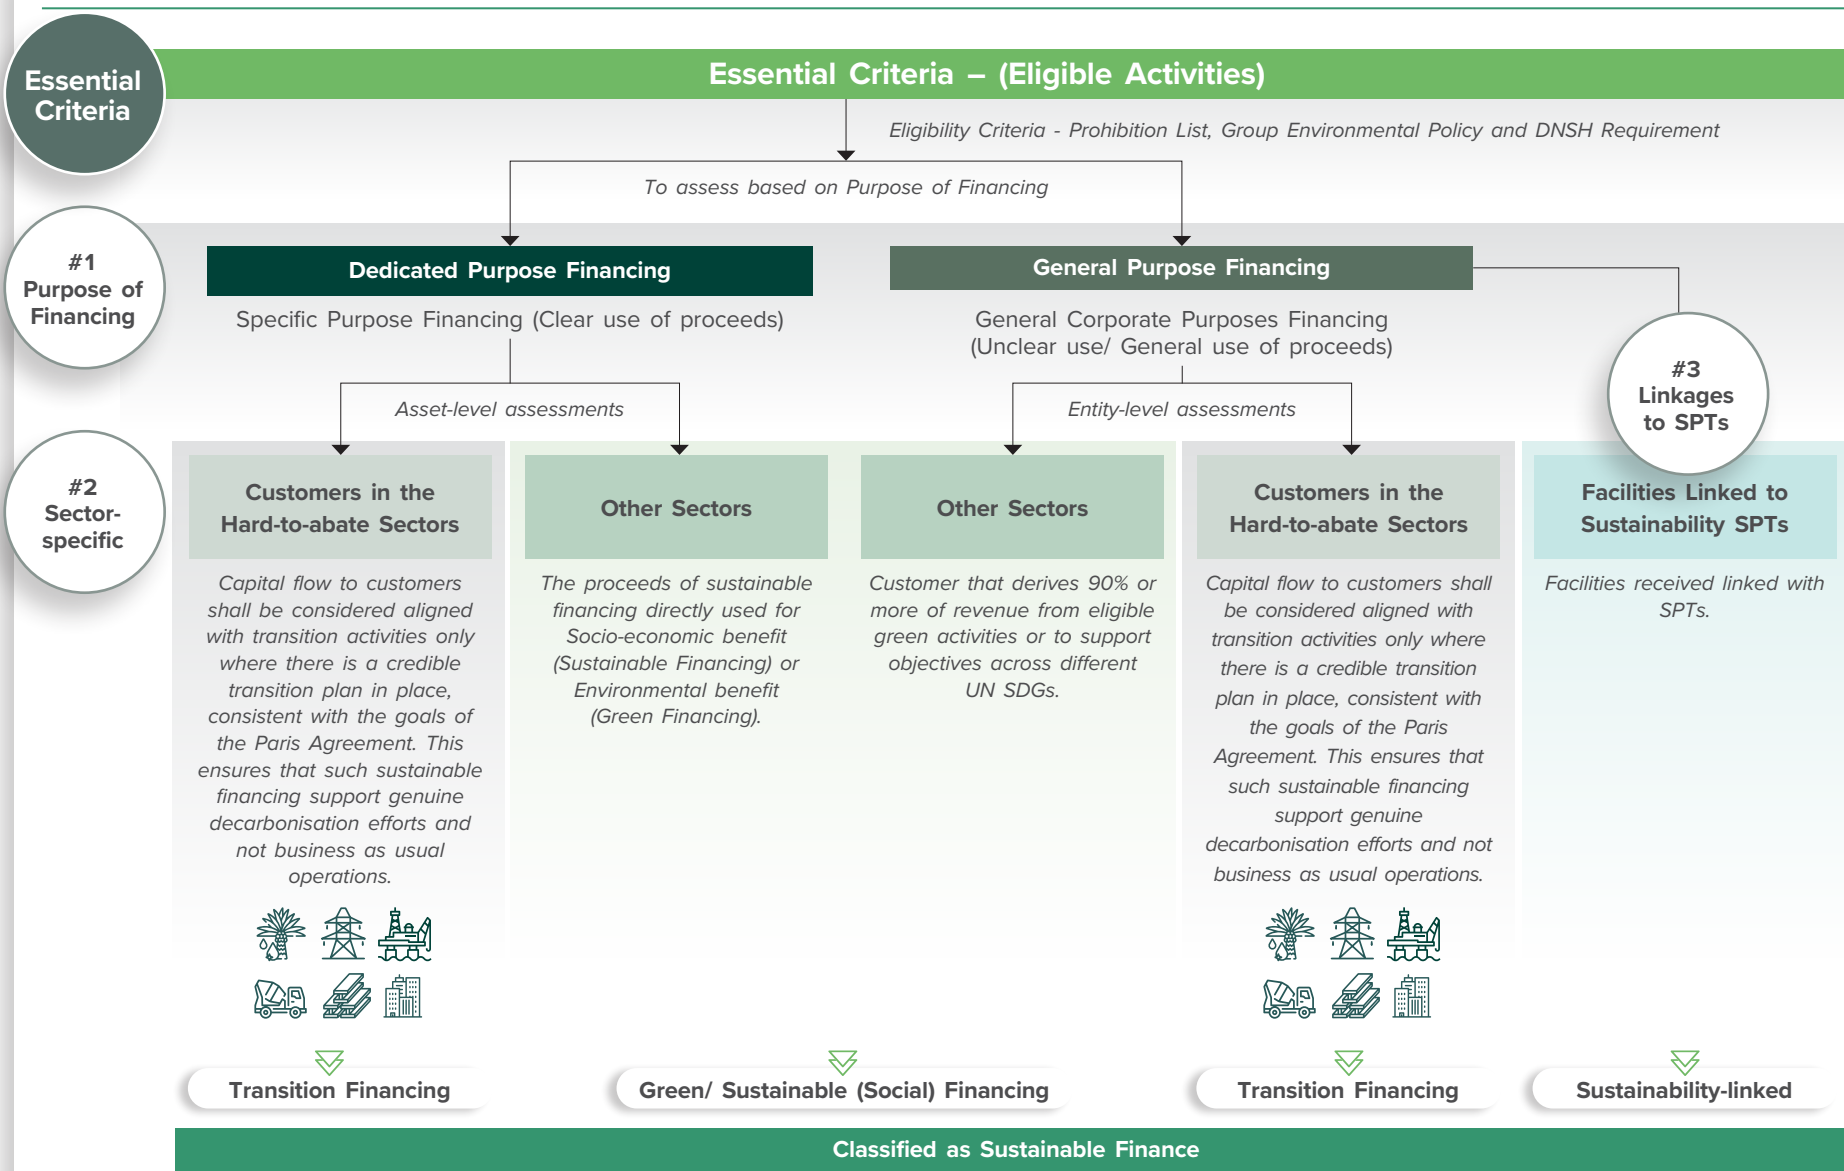 Essential
Criteria
Essential Criteria – (Eligible Activities)
Eligibility Criteria - Prohibition List, Group Environmental Policy and DNSH Requirement
To assess based on Purpose of Financing
#1
Purpose of
Financing
Dedicated Purpose Financing
Specific Purpose Financing (Clear use of proceeds)
Asset-level assessments
General Purpose Financing
General Corporate Purposes Financing
(Unclear use/ General use of proceeds)
Entity-level assessments
#3
Linkages
to SPTs
#2
Sector-
specific
Customers in the
Hard-to-abate Sectors
Capital flow to customers
shall be considered aligned
with transition activities only
where there is a credible
transition plan in place,
consistent with the goals of
the Paris Agreement. This
ensures that such sustainable
financing support genuine
decarbonisation efforts and
not business as usual
operations.
Other Sectors
The proceeds of sustainable
financing directly used for
Socio-economic benefit
(Sustainable Financing) or
Environmental benefit
(Green Financing).
Other Sectors
Customer that derives 90% or
more of revenue from eligible
green activities or to support
objectives across different
UN SDGs.
Customers in the
Hard-to-abate Sectors
Capital flow to customers shall
be considered aligned with
transition activities only where
there is a credible transition
plan in place, consistent with
the goals of the Paris
Agreement. This ensures that
such sustainable financing
support genuine
decarbonisation efforts and not
business as usual operations.
Facilities Linked to
Sustainability SPTs
Facilities received linked with
SPTs.
Transition Financing
Green/ Sustainable (Social) Financing
Transition Financing
Sustainability-linked
Classified as Sustainable Finance